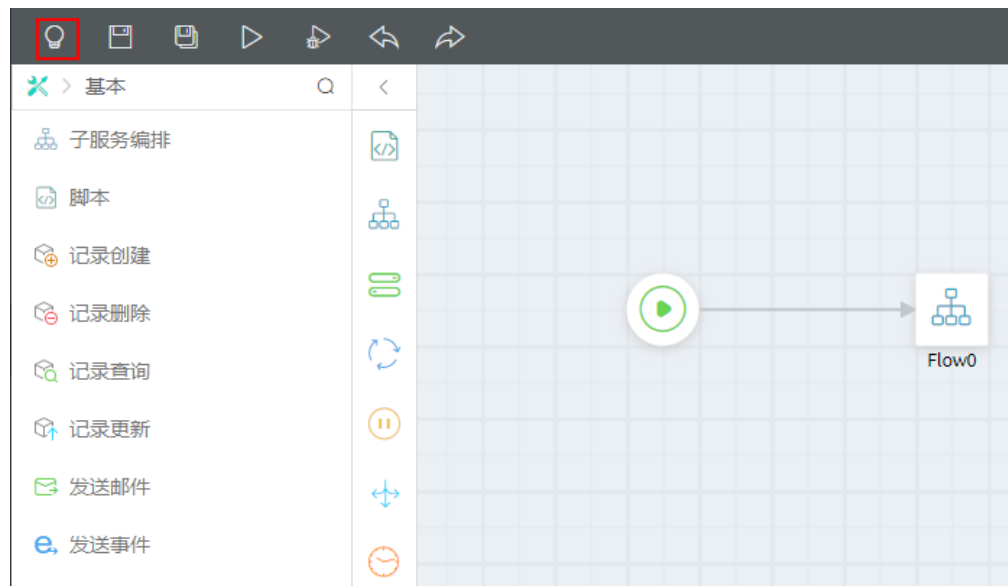 基本
子服务编排
脚本
记录创建
记录删除
记录查询
记录更新
发送邮件
发送事件
Flow0